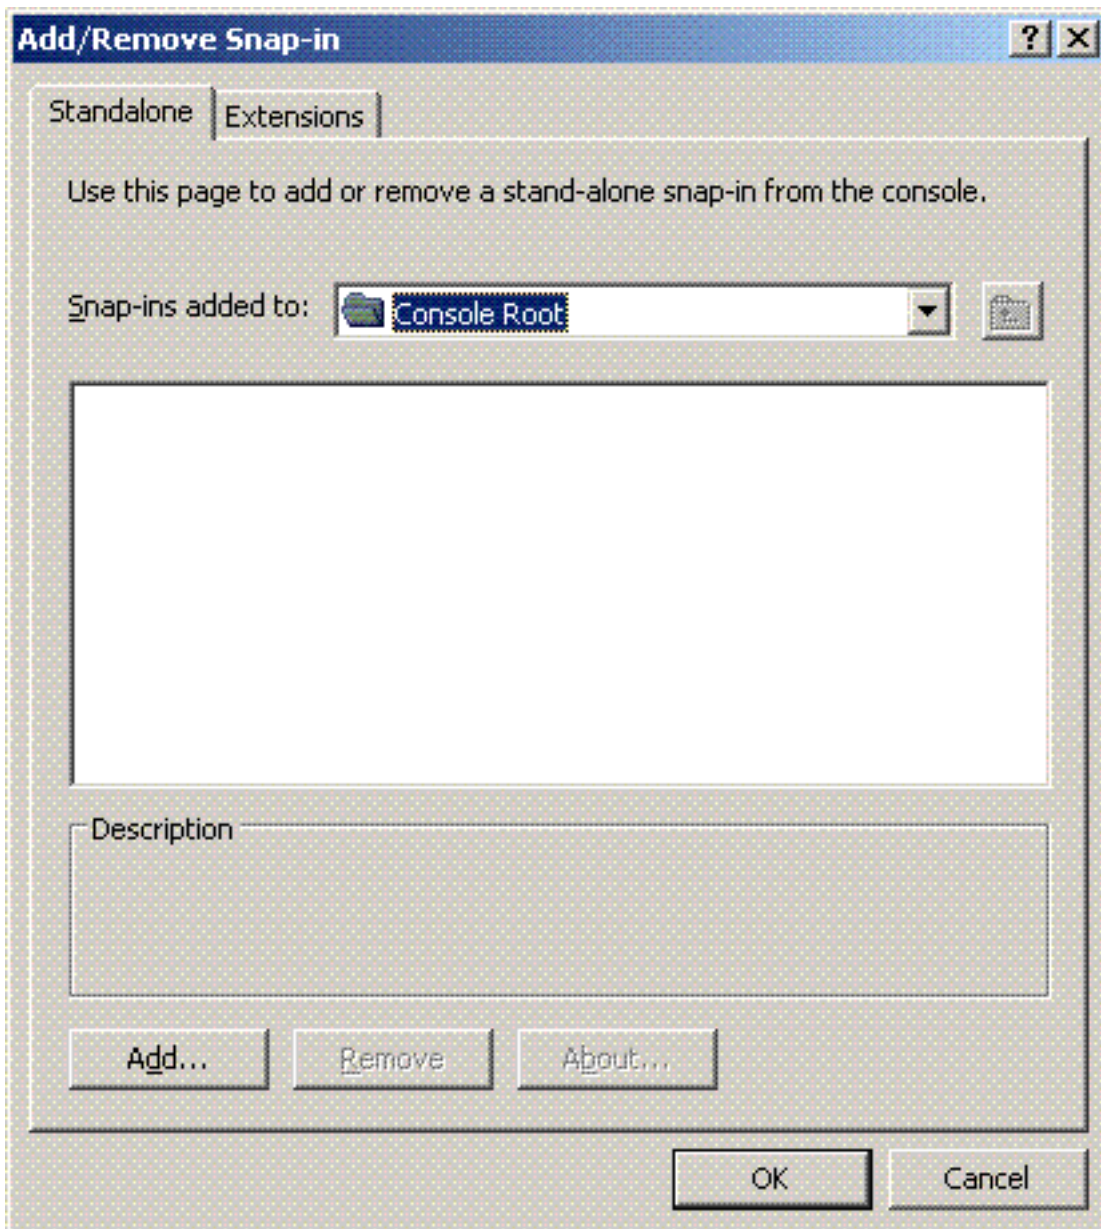 Add/Remove Snap-in
Standalone
Extensions
Use this page to add or remove a stand-alone snap-in from the console.
Snap-ins added to: Console Root
Description
Add... Remove About...
OK Cancel